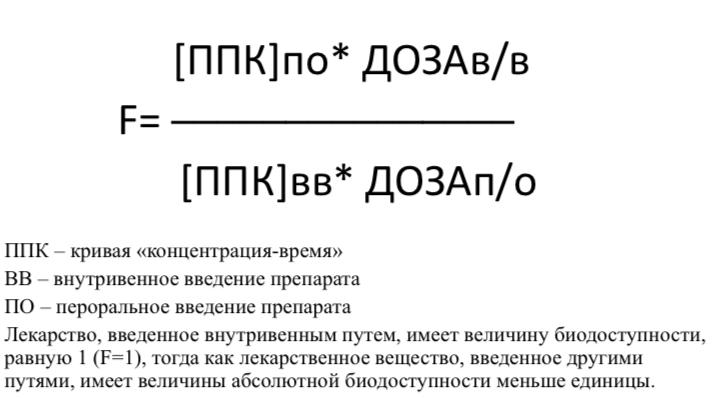 [ППК]по* ДОЗАв/в
F= ————————
[ППК]вв* ДОЗАп/о
ППК – кривая «концентрация-время»
ВВ – внутривенное введение препарата
ПО – пероральное введение препарата
Лекарство, введенное внутривенным путем, имеет величину биодоступности,
равную 1 (F=1), тогда как лекарственное вещество, введенное другими
путями, имеет величины абсолютной биодоступности меньше единицы.